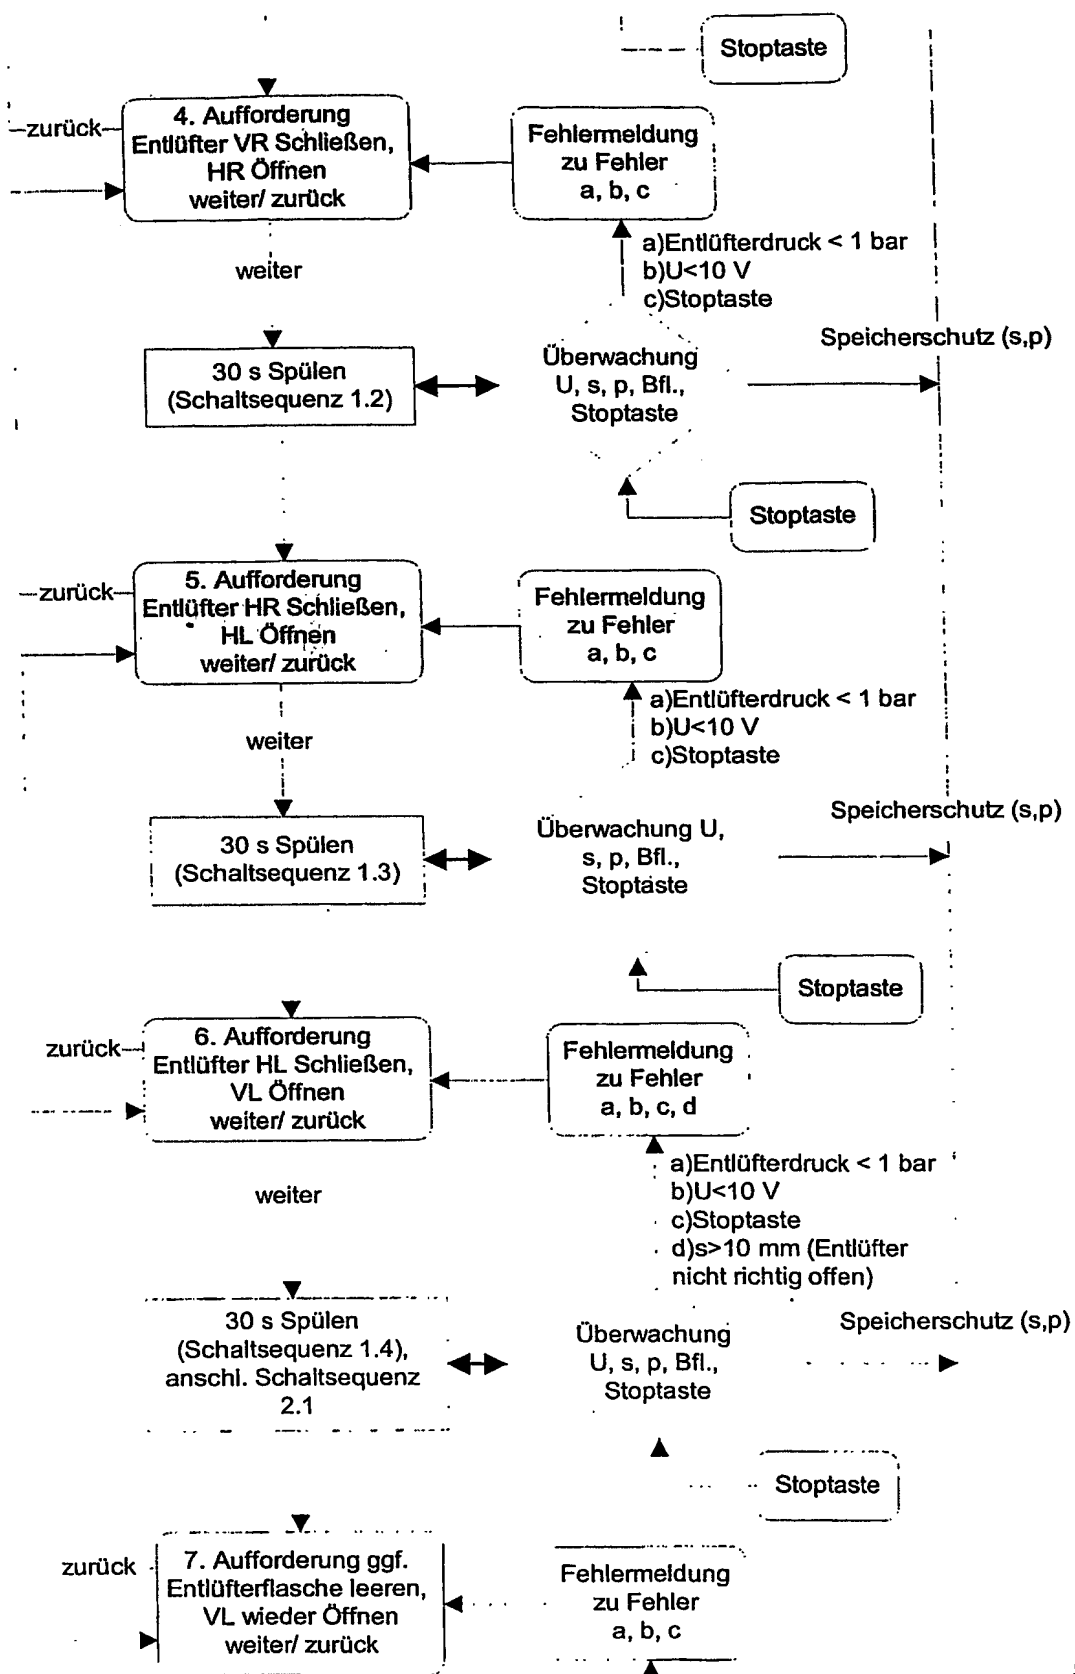 Stoptaste
zurück
4. Aufforderung
Entlüfter VR Schließen,
HR Öffnen
weiter/ zurück
Fehlermeldung
zu Fehler
a, b, c
a)Entlüfterdruck < 1 bar
b)U<10 V
c)Stoptaste
weiter
Speicherschutz (s,p)
30 s Spülen
(Schaltsequenz 1.2)
Überwachung
U, s, p, Bfl.,
Stoptaste
Stoptaste
zurück
5. Aufforderung
Entlüfter HR Schließen,
HL Öffnen
weiter/ zurück
Fehlermeldung
zu Fehler
a, b, c
a)Entlüfterdruck < 1 bar
b)U<10 V
c)Stoptaste
weiter
Speicherschutz (s,p)
30 s Spülen
(Schaltsequenz 1.3)
Überwachung U,
s, p, Bfl.,
Stoptaste
Stoptaste
zurück
6. Aufforderung
Entlüfter HL Schließen,
VL Öffnen
weiter/ zurück
Fehlermeldung
zu Fehler
a, b, c, d
a)Entlüfterdruck < 1 bar
b)U<10 V
c)Stoptaste
d)s>10 mm (Entlüfter
nicht richtig offen)
weiter
Speicherschutz (s,p)
30 s Spülen
(Schaltsequenz 1.4),
anschl. Schaltsequenz
2.1
Überwachung
U, s, p, Bfl.,
Stoptaste
Stoptaste
zurück
7. Aufforderung ggf.
Entlüfterflasche leeren,
VL wieder Öffnen
weiter/ zurück
Fehlermeldung
zu Fehler
a, b, c